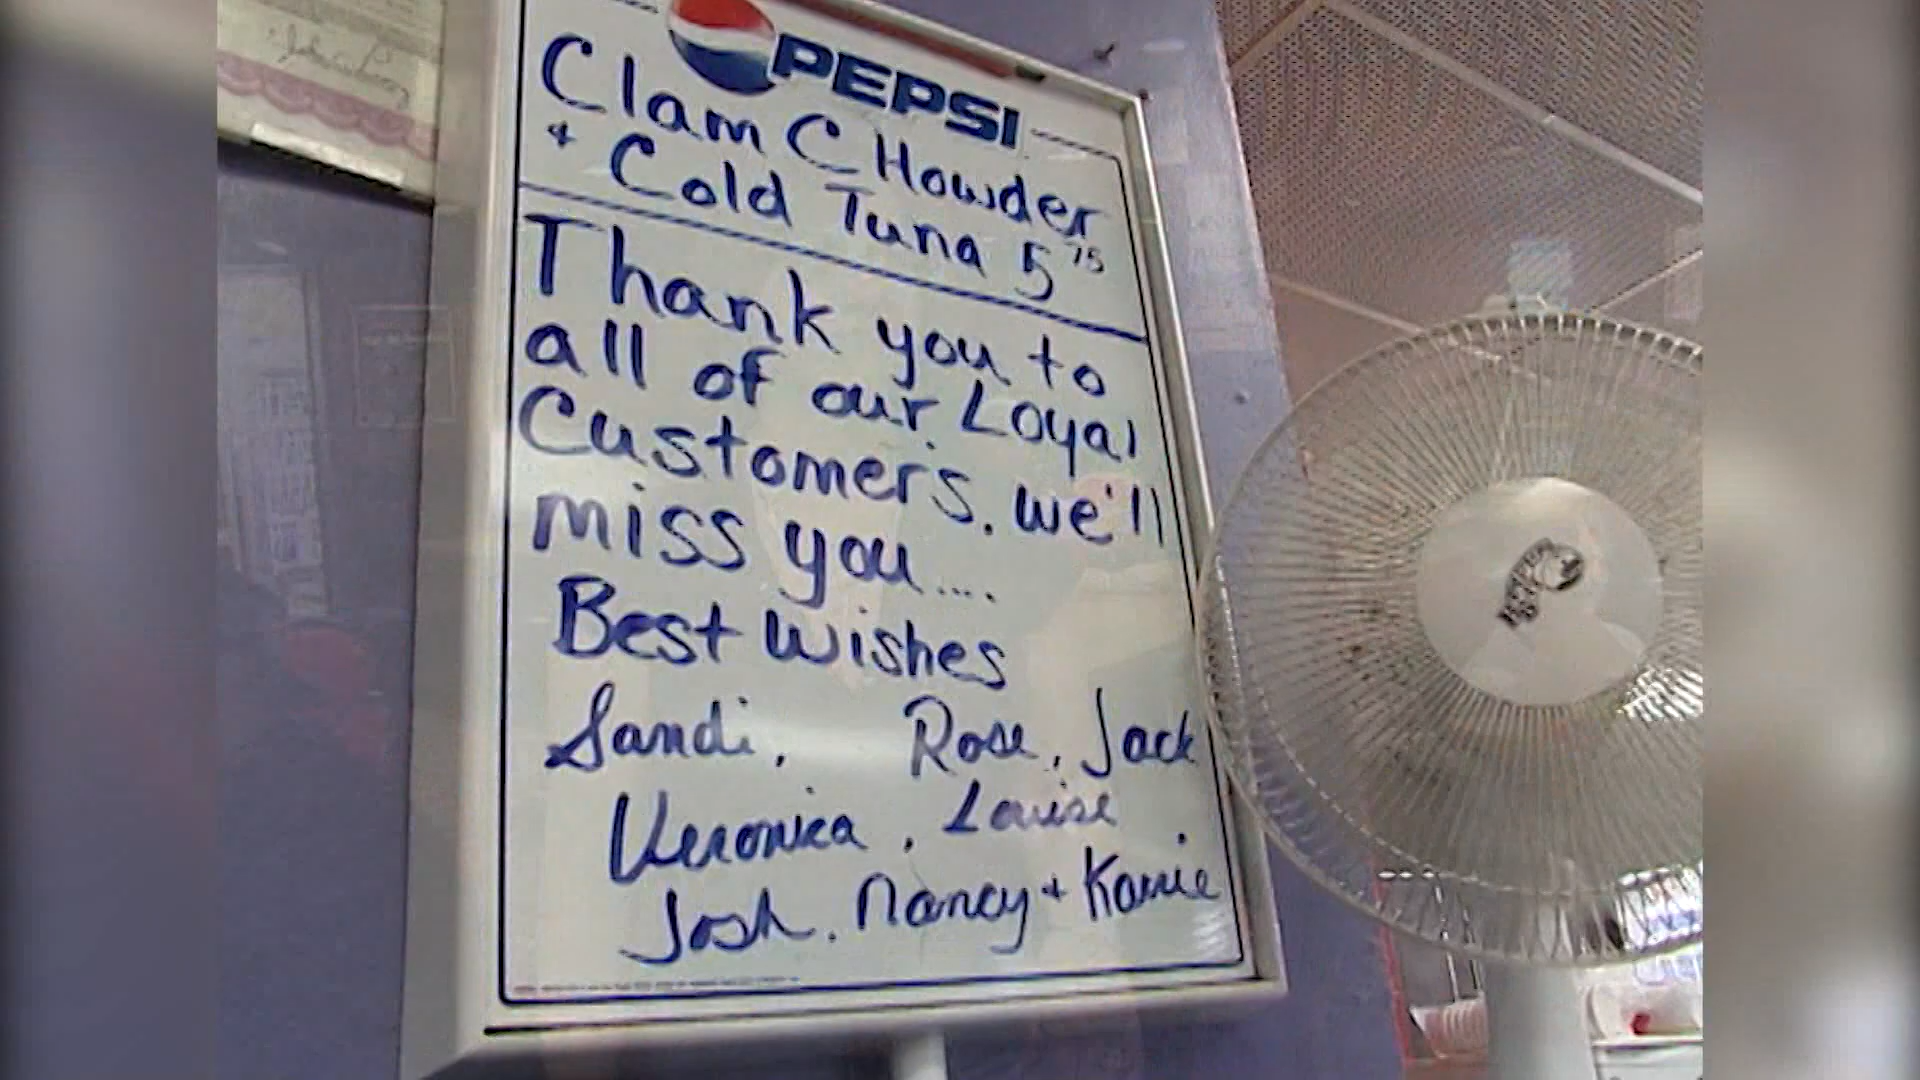 PEPSI
Clam CHowder
+ Cold Tuna 5 75
Thank you to
all of our Loyal
Customers. we'll
miss you....
Best Wishes
Sandi, Rose, Jack
Veronica, Louise
Josh, Nancy + Karrie